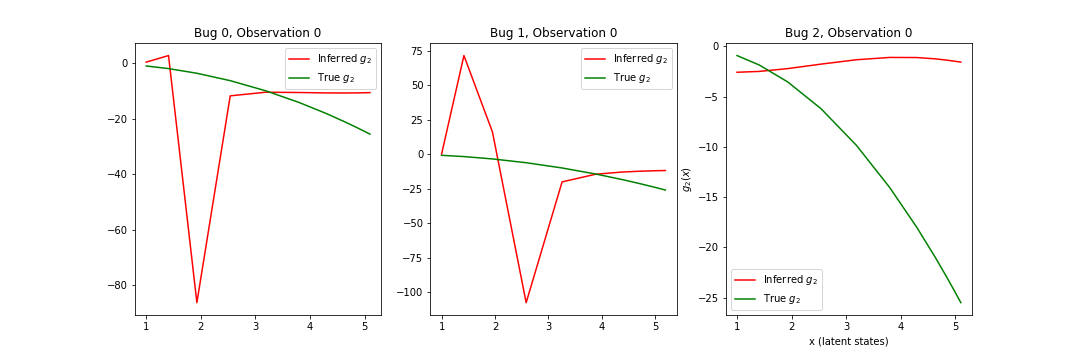 Bug 0, Observation 0
Inferred g₂
True g₂
0
−20
−40
−60
−80
1 2 3 4 5
Bug 1, Observation 0
Inferred g₂
True g₂
75
50
25
0
−25
−50
−75
−100
1 2 3 4 5
Bug 2, Observation 0
g₂(x)
0
−5
−10
−15
−20
−25
Inferred g₂
True g₂
1 2 3 4 5
x (latent states)